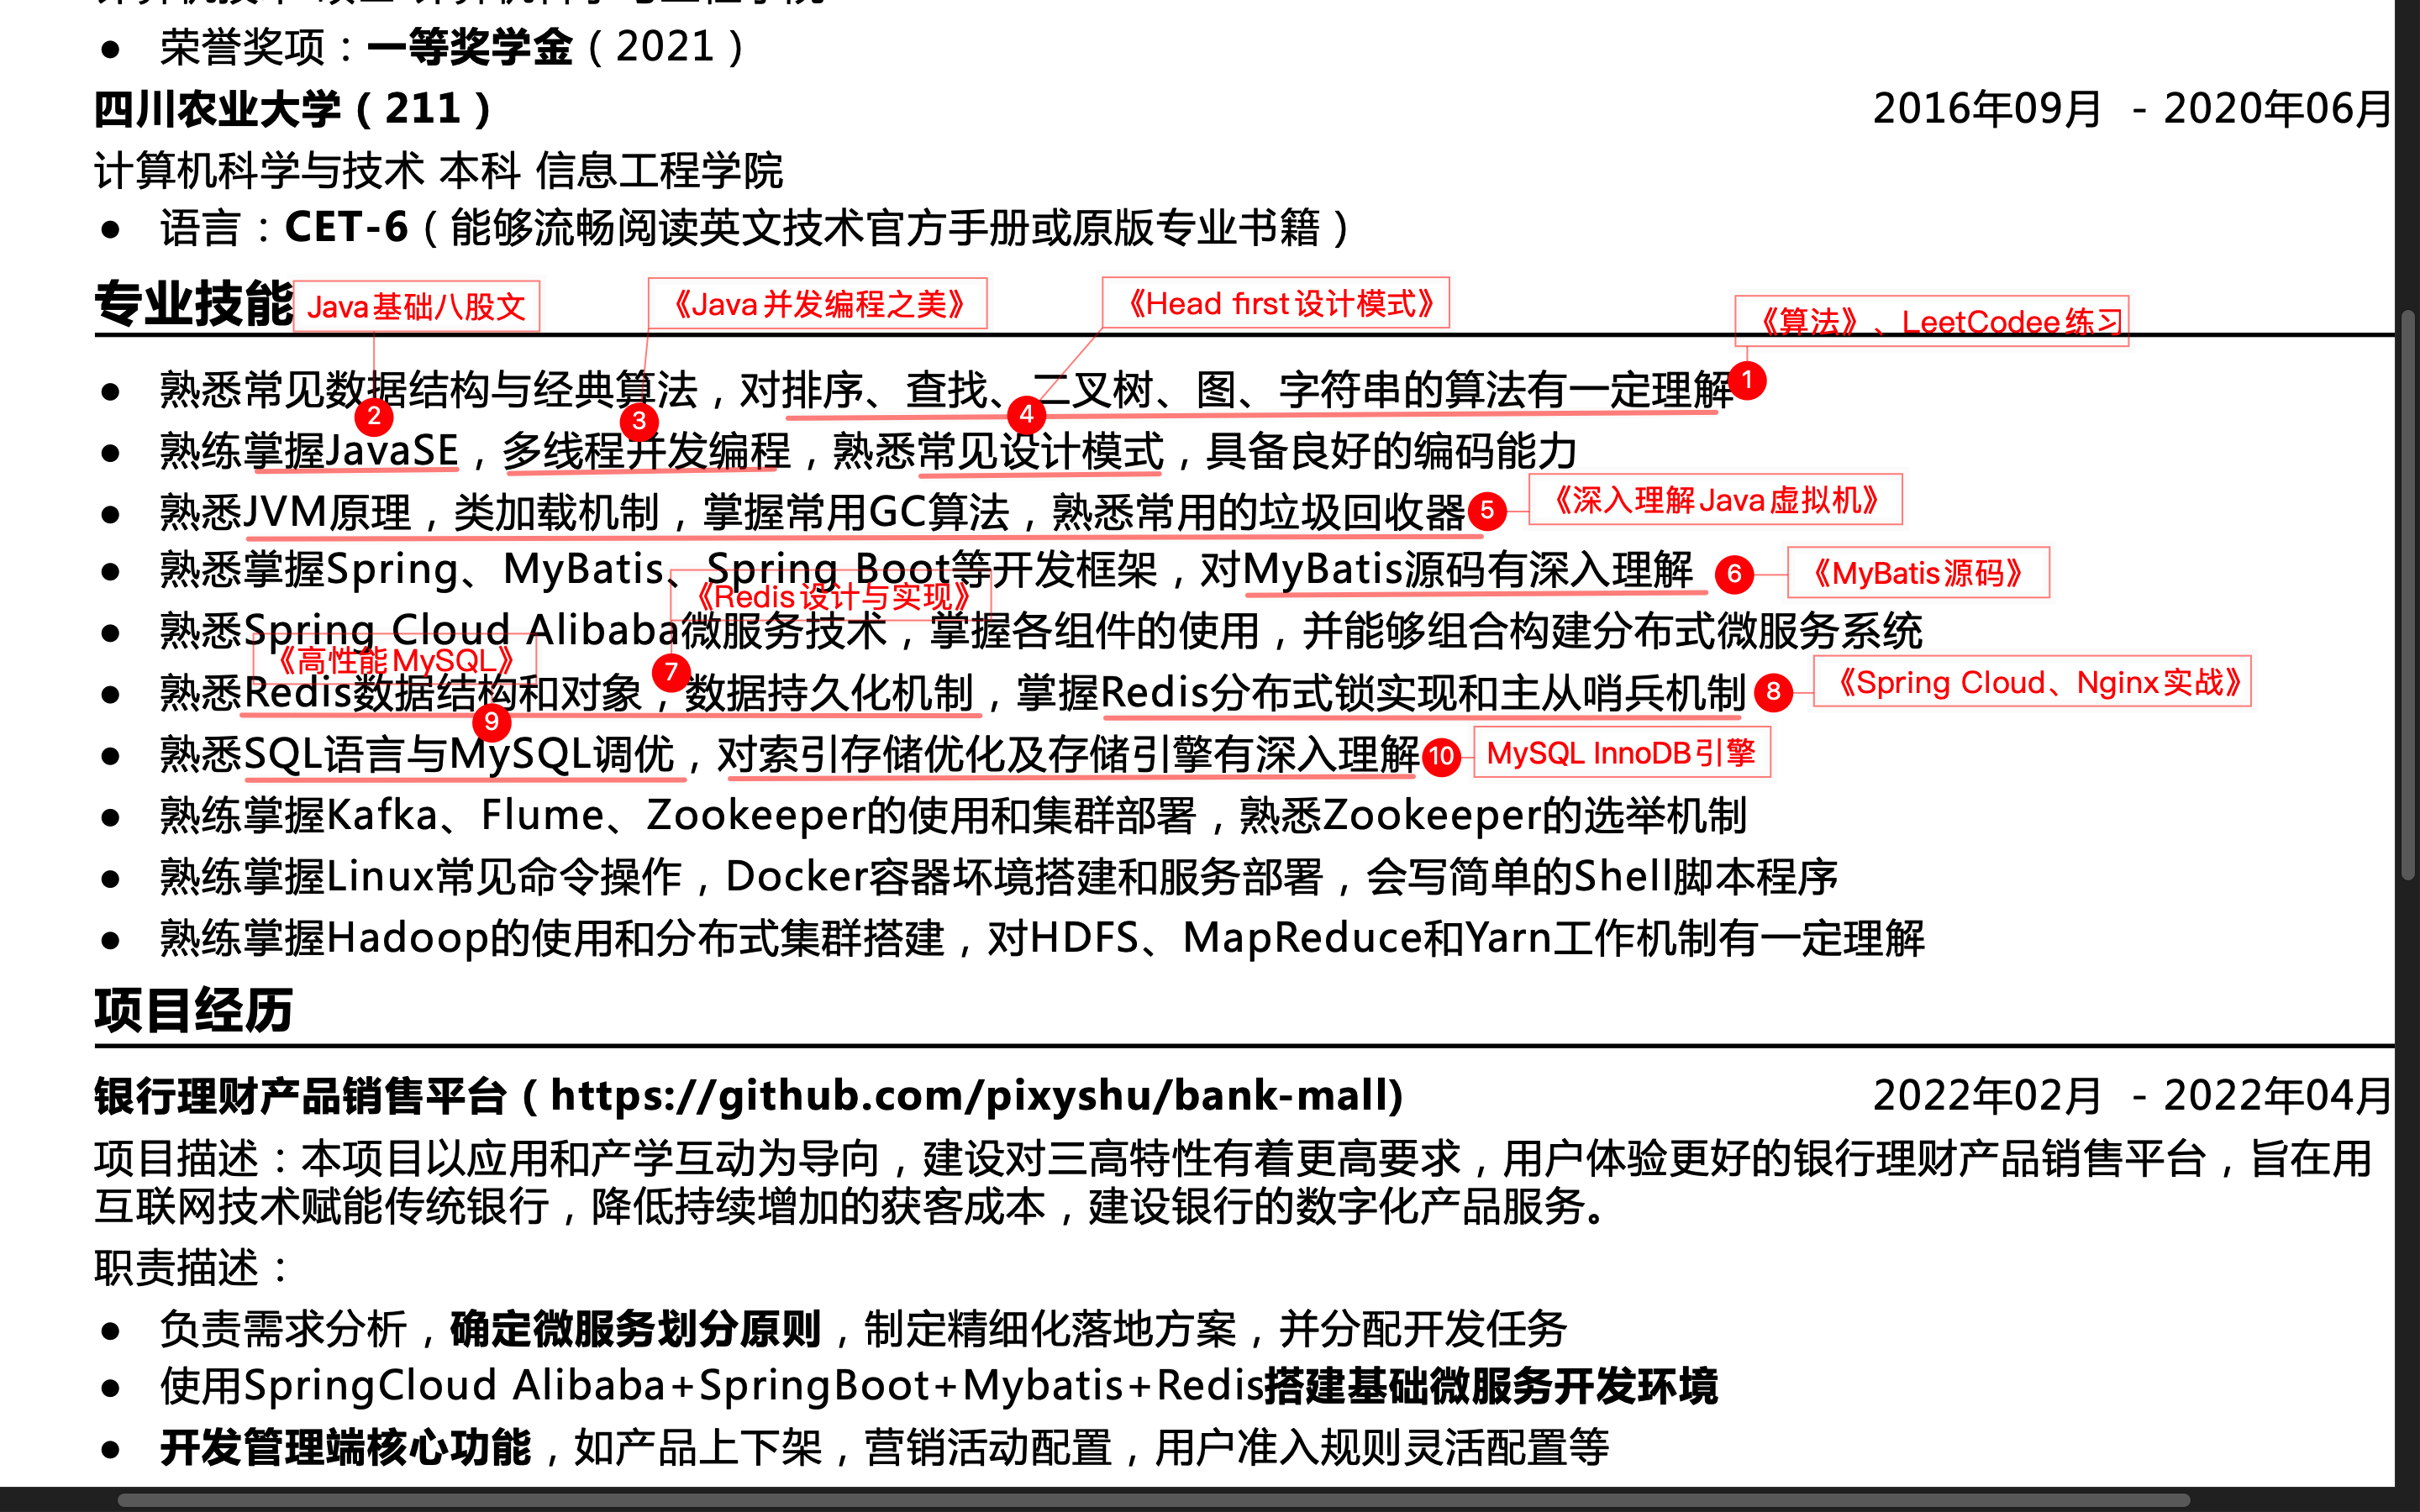 计算机技术 硕士 计算机科学与工程学院
● 荣誉奖项：一等奖学金（2021）
四川农业大学（211） 2016年09月 - 2020年06月
计算机科学与技术 本科 信息工程学院
● 语言：CET-6（能够流畅阅读英文技术官方手册或原版专业书籍）
专业技能
Java基础八股文
《Java并发编程之美》
《Head first设计模式》
《算法》、LeetCodee练习
● 熟悉常见数据结构与经典算法，对排序、查找、二叉树、图、字符串的算法有一定理解 1
2 3 4
● 熟练掌握JavaSE，多线程并发编程，熟悉常见设计模式，具备良好的编码能力
● 熟悉JVM原理，类加载机制，掌握常用GC算法，熟悉常用的垃圾回收器 5 《深入理解Java虚拟机》
● 熟悉掌握Spring、MyBatis、Spring Boot等开发框架，对MyBatis源码有深入理解 6 《MyBatis源码》
《Redis设计与实现》
● 熟悉Spring Cloud Alibaba微服务技术，掌握各组件的使用，并能够组合构建分布式微服务系统
《高性能MySQL》
● 熟悉Redis数据结构和对象，数据持久化机制，掌握Redis分布式锁实现和主从哨兵机制 8 《Spring Cloud、Nginx实战》
7
9
● 熟悉SQL语言与MySQL调优，对索引存储优化及存储引擎有深入理解 10 MySQL InnoDB引擎
● 熟练掌握Kafka、Flume、Zookeeper的使用和集群部署，熟悉Zookeeper的选举机制
● 熟练掌握Linux常见命令操作，Docker容器坏境搭建和服务部署，会写简单的Shell脚本程序
● 熟练掌握Hadoop的使用和分布式集群搭建，对HDFS、MapReduce和Yarn工作机制有一定理解
项目经历
银行理财产品销售平台（https://github.com/pixyshu/bank-mall) 2022年02月 - 2022年04月
项目描述：本项目以应用和产学互动为导向，建设对三高特性有着更高要求，用户体验更好的银行理财产品销售平台，旨在用
互联网技术赋能传统银行，降低持续增加的获客成本，建设银行的数字化产品服务。
职责描述：
● 负责需求分析，确定微服务划分原则，制定精细化落地方案，并分配开发任务
● 使用SpringCloud Alibaba+SpringBoot+Mybatis+Redis搭建基础微服务开发环境
● 开发管理端核心功能，如产品上下架，营销活动配置，用户准入规则灵活配置等